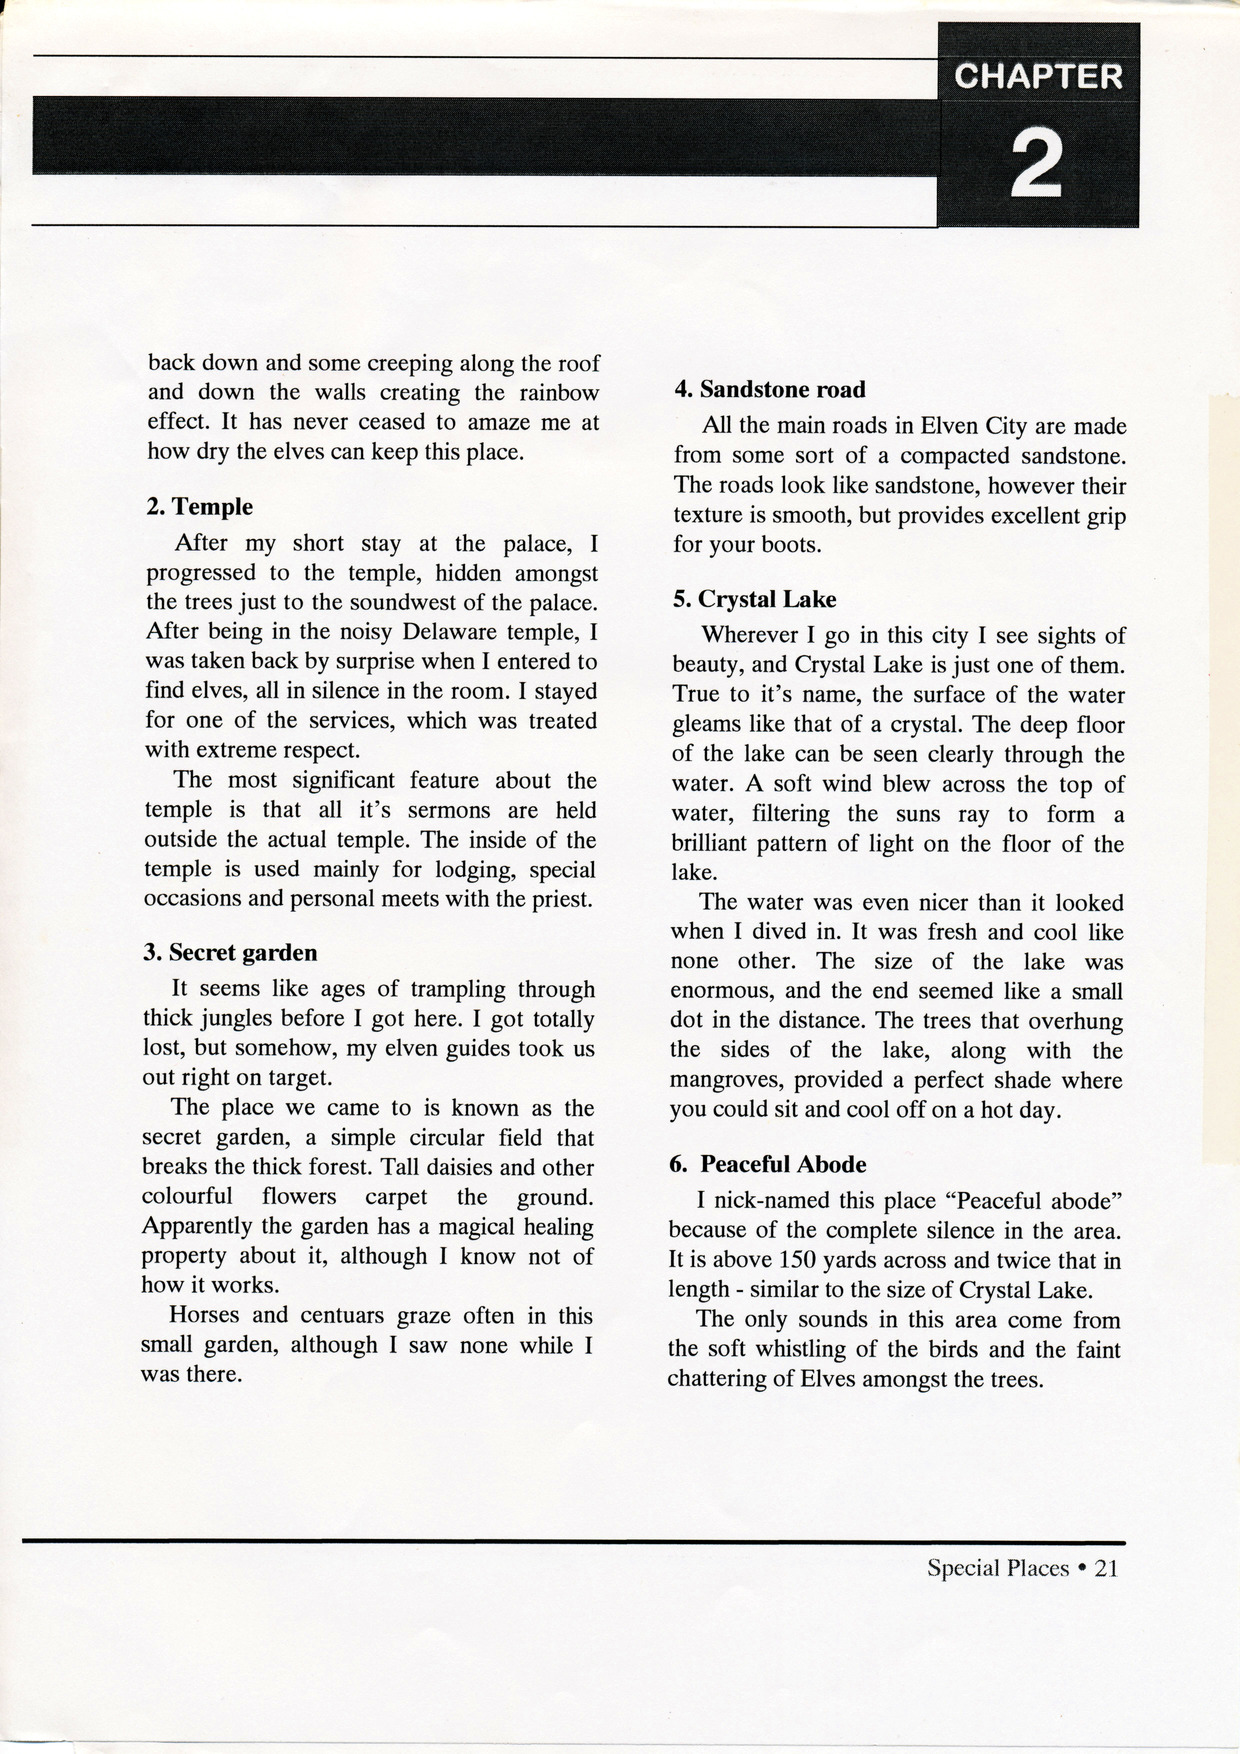 CHAPTER
2
back down and some creeping along the roof
and down the walls creating the rainbow
effect. It has never ceased to amaze me at
how dry the elves can keep this place.
2. Temple
After my short stay at the palace, I
progressed to the temple, hidden amongst
the trees just to the soundwest of the palace.
After being in the noisy Delaware temple, I
was taken back by surprise when I entered to
find elves, all in silence in the room. I stayed
for one of the services, which was treated
with extreme respect.
The most significant feature about the
temple is that all it’s sermons are held
outside the actual temple. The inside of the
temple is used mainly for lodging, special
occasions and personal meets with the priest.
3. Secret garden
It seems like ages of trampling through
thick jungles before I got here. I got totally
lost, but somehow, my elven guides took us
out right on target.
The place we came to is known as the
secret garden, a simple circular field that
breaks the thick forest. Tall daisies and other
colourful flowers carpet the ground.
Apparently the garden has a magical healing
property about it, although I know not of
how it works.
Horses and centuars graze often in this
small garden, although I saw none while I
was there.
4. Sandstone road
All the main roads in Elven City are made
from some sort of a compacted sandstone.
The roads look like sandstone, however their
texture is smooth, but provides excellent grip
for your boots.
5. Crystal Lake
Wherever I go in this city I see sights of
beauty, and Crystal Lake is just one of them.
True to it’s name, the surface of the water
gleams like that of a crystal. The deep floor
of the lake can be seen clearly through the
water. A soft wind blew across the top of
water, filtering the suns ray to form a
brilliant pattern of light on the floor of the
lake.
The water was even nicer than it looked
when I dived in. It was fresh and cool like
none other. The size of the lake was
enormous, and the end seemed like a small
dot in the distance. The trees that overhung
the sides of the lake, along with the
mangroves, provided a perfect shade where
you could sit and cool off on a hot day.
6. Peaceful Abode
I nick-named this place “Peaceful abode”
because of the complete silence in the area.
It is above 150 yards across and twice that in
length - similar to the size of Crystal Lake.
The only sounds in this area come from
the soft whistling of the birds and the faint
chattering of Elves amongst the trees.
Special Places • 21